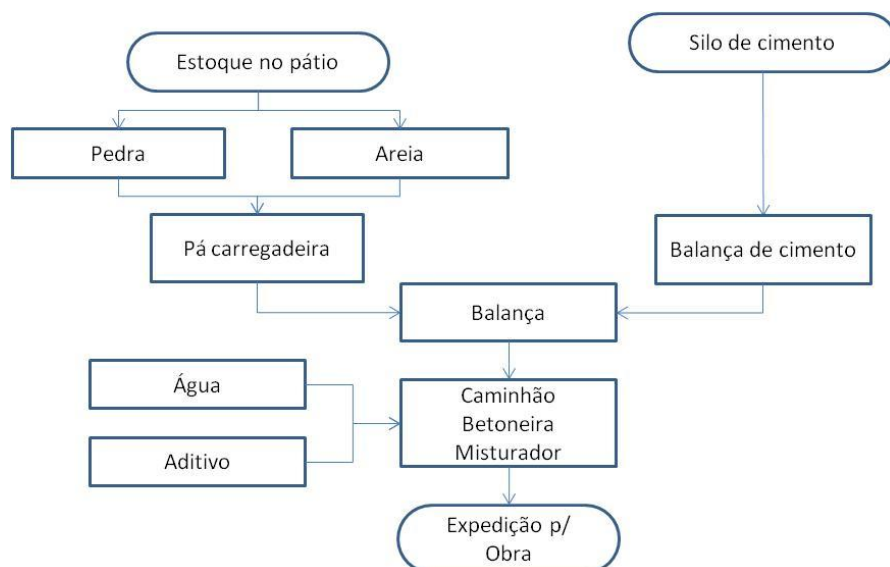 Estoque no pátio
Silo de cimento
Pedra
Areia
Pá carregadeira
Balança de cimento
Balança
Água
Aditivo
Caminhão
Betoneira
Misturador
Expedição p/
Obra